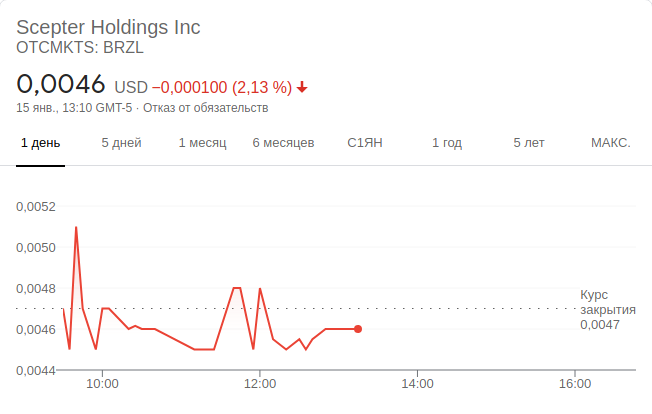 Scepter Holdings Inc
OTCMKTS: BRZL
0,0046 USD −0,000100 (2,13 %)
15 янв., 13:10 GMT-5 · Отказ от обязательств
1 день 5 дней 1 месяц 6 месяцев С1ЯН 1 год 5 лет МАКС.
0,0052
0,0050
0,0048
0,0046
0,0044
Курс
закрытия
0,0047
10:00 12:00 14:00 16:00